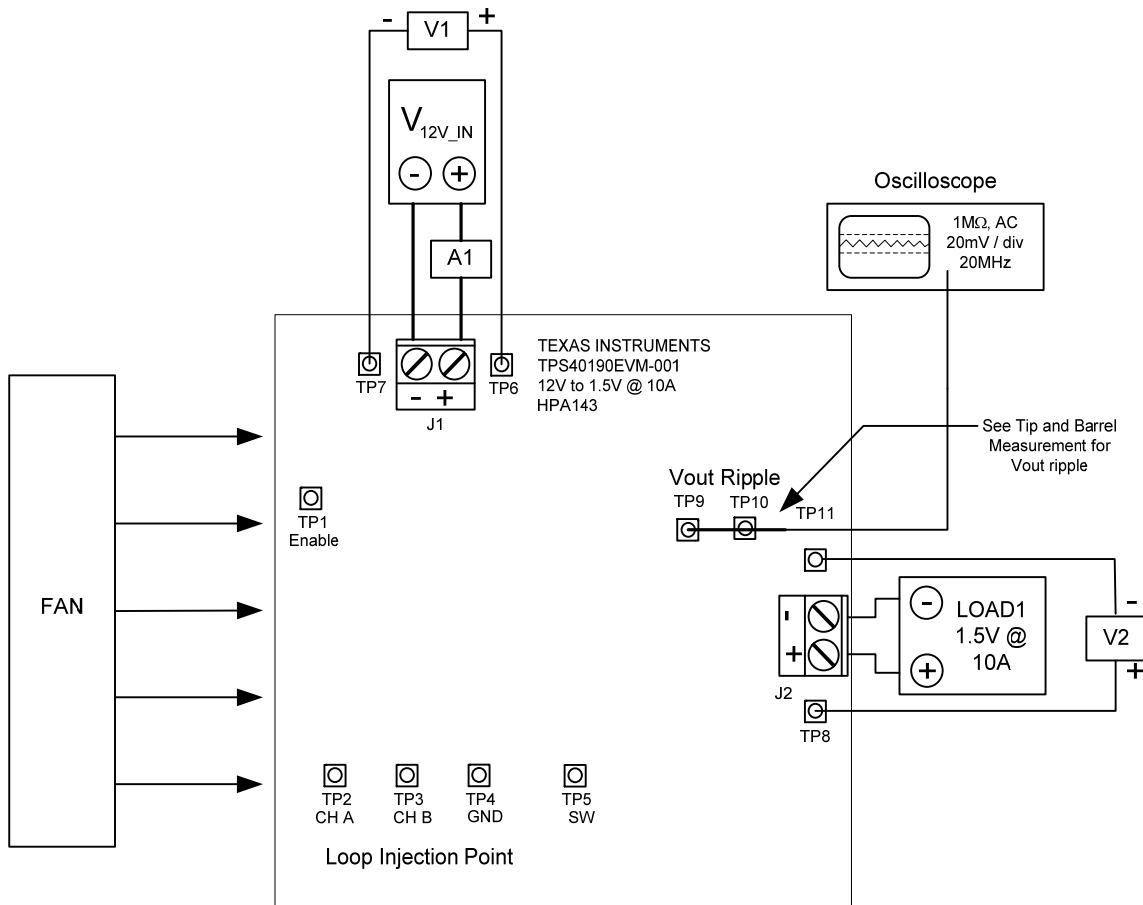 - V1 +
V12V_IN
- +
A1
Oscilloscope
1MΩ, AC
20mV / div
20MHz
TEXAS INSTRUMENTS
TPS40190EVM-001
12V to 1.5V @ 10A
HPA143
TP7
TP6
- +
J1
See Tip and Barrel
Measurement for
Vout ripple
Vout Ripple
TP9
TP10
TP11
TP1
Enable
FAN
-
+
J2
-
+
LOAD1
1.5V @
10A
-
V2
+
TP8
TP2
CH A
TP3
CH B
TP4
GND
TP5
SW
Loop Injection Point